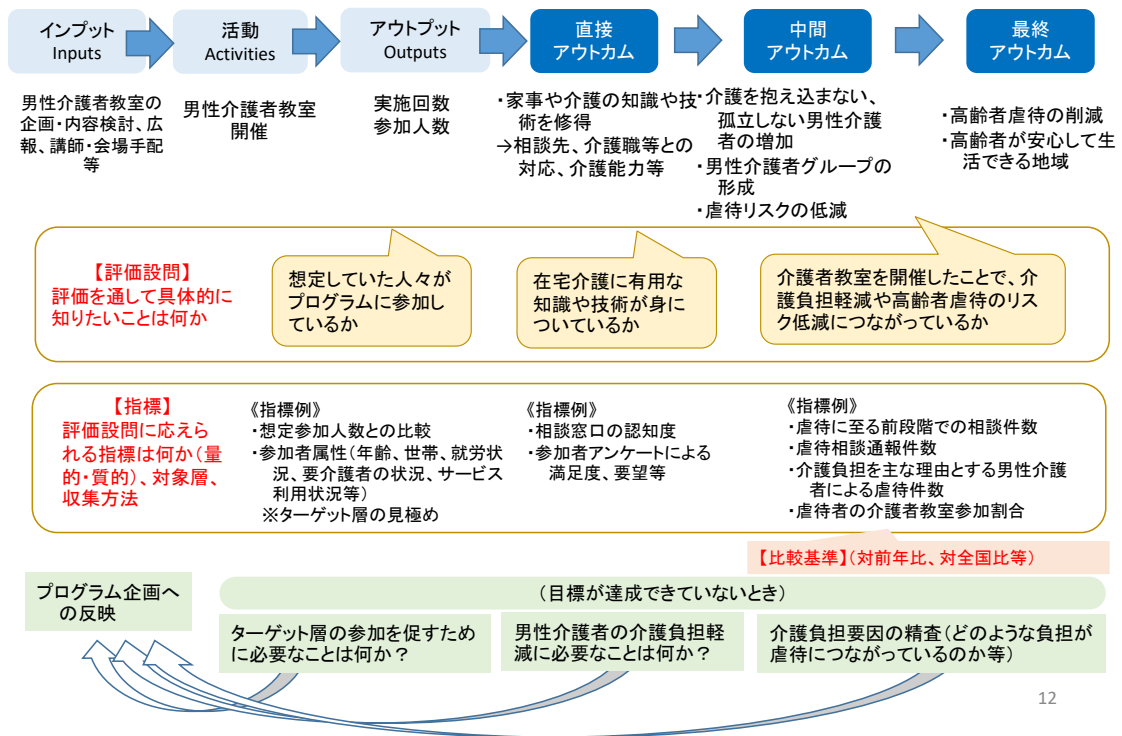 インプット
Inputs
活動
Activities
アウトプット
Outputs
直接
アウトカム
中間
アウトカム
最終
アウトカム
男性介護者教室の
企画・内容検討、広
報、講師・会場手配
等
男性介護者教室
開催
実施回数
参加人数
・家事や介護の知識や技
術を修得
→相談先、介護職等との
対応、介護能力等
・介護を抱え込まない、
孤立しない男性介護
者の増加
・男性介護者グループの
形成
・虐待リスクの低減
・高齢者虐待の削減
・高齢者が安心して生
活できる地域
【評価設問】
評価を通して具体的に
知りたいことは何か
想定していた人々が
プログラムに参加し
ているか
在宅介護に有用な
知識や技術が身に
ついているか
介護者教室を開催したことで、介
護負担軽減や高齢者虐待のリス
ク低減につながっているか
【指標】
評価設問に応えら
れる指標は何か(量
的・質的)、対象層、
収集方法
《指標例》
・想定参加人数との比較
・参加者属性(年齢、世帯、就労状
況、要介護者の状況、サービス
利用状況等)
※ターゲット層の見極め
《指標例》
・相談窓口の認知度
・参加者アンケートによる
満足度、要望等
《指標例》
・虐待に至る前段階での相談件数
・虐待相談通報件数
・介護負担を主な理由とする男性介護
者による虐待件数
・虐待者の介護者教室参加割合
【比較基準】(対前年比、対全国比等)
プログラム企画へ
の反映
(目標が達成できていないとき)
ターゲット層の参加を促すため
に必要なことは何か?
男性介護者の介護負担軽
減に必要なことは何か?
介護負担要因の精査(どのような負担が
虐待につながっているのか等)
12